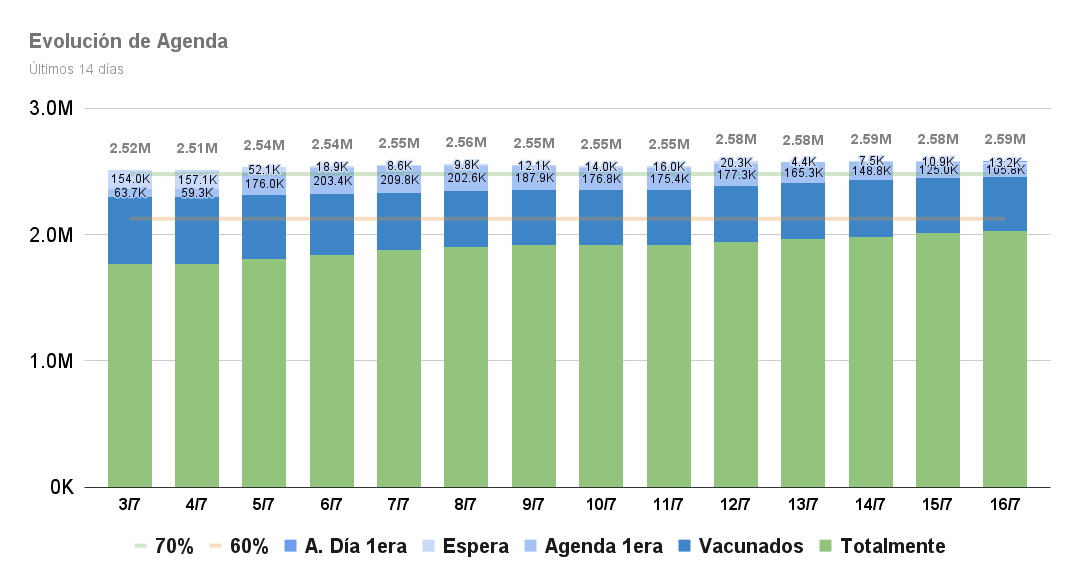 Evolución de Agenda
Últimos 14 días
3.0M
2.52M 2.51M 2.54M 2.54M 2.55M 2.56M 2.55M 2.55M 2.55M 2.58M 2.58M 2.59M 2.58M 2.59M
154.0K 157.1K 52.1K 18.9K 8.6K 9.8K 12.1K 14.0K 16.0K 20.3K 4.4K 7.5K 10.9K 13.2K
63.7K 59.3K 176.0K 203.4K 209.8K 202.6K 187.9K 176.8K 175.4K 177.3K 165.3K 148.8K 125.0K 105.8K
2.0M
1.0M
0K
3/7 4/7 5/7 6/7 7/7 8/7 9/7 10/7 11/7 12/7 13/7 14/7 15/7 16/7
70% 60% A. Día 1era Espera Agenda 1era Vacunados Totalmente